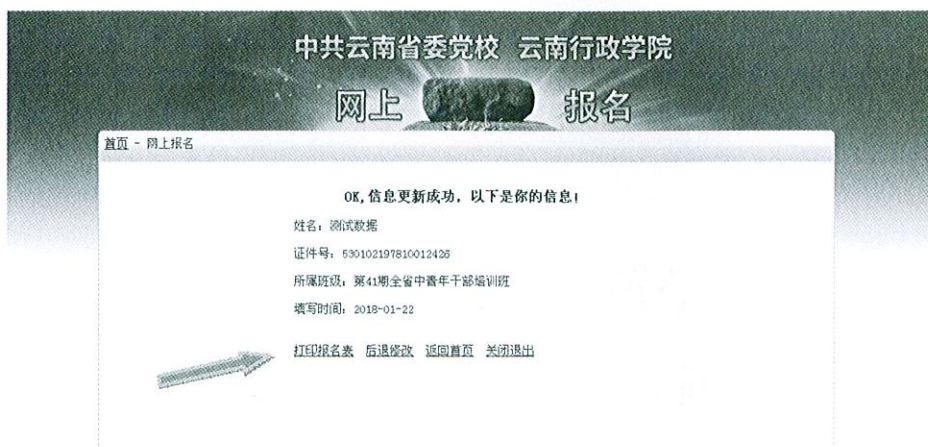 中共云南省委党校 云南行政学院
网上 报名
首页 - 网上报名
OK,信息更新成功，以下是你的信息！
姓名：测试数据
证件号：530102197810012426
所属班级：第41期全省中青年干部培训班
填写时间：2018-01-22
打印报名表 后退修改 返回首页 关闭退出